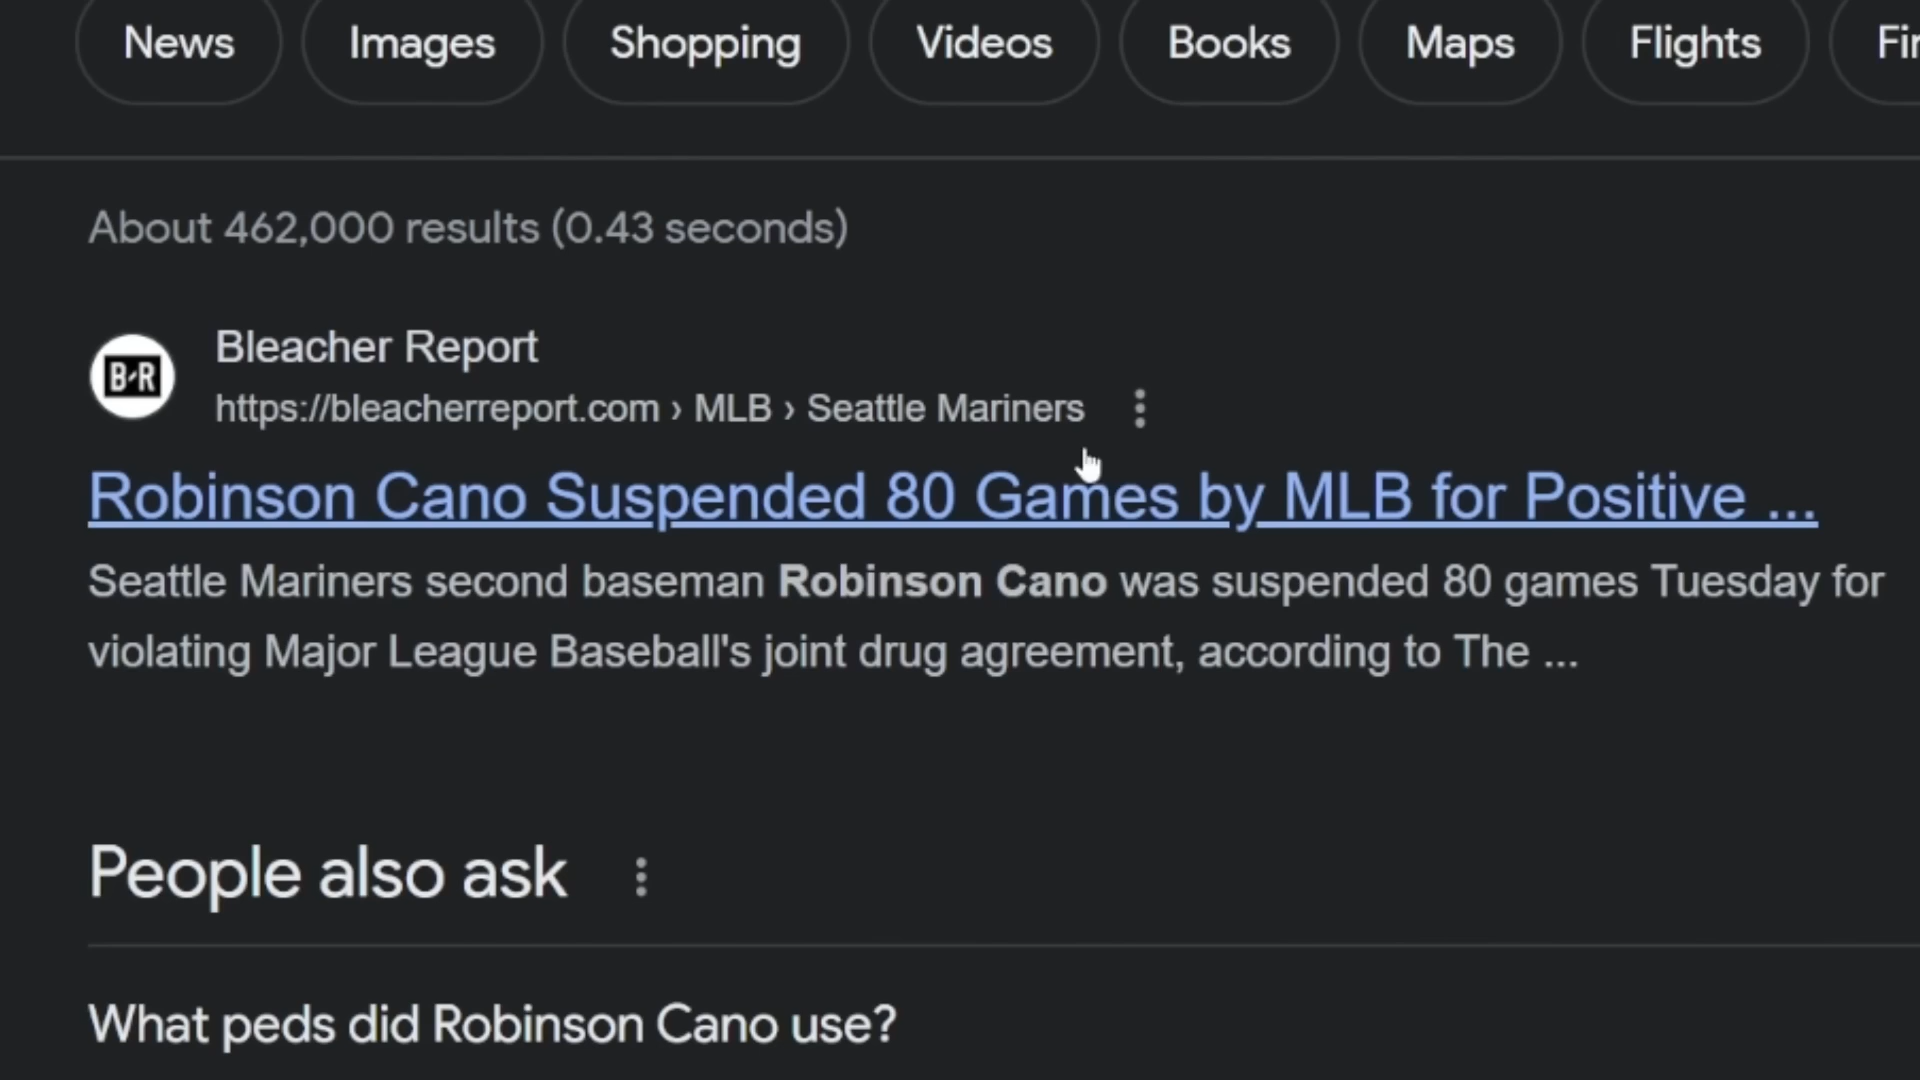 News Images Shopping Videos Books Maps Flights Fin
About 462,000 results (0.43 seconds)
B/R
Bleacher Report
https://bleacherreport.com › MLB › Seattle Mariners
Robinson Cano Suspended 80 Games by MLB for Positive ...
Seattle Mariners second baseman Robinson Cano was suspended 80 games Tuesday for
violating Major League Baseball's joint drug agreement, according to The ...
People also ask
What peds did Robinson Cano use?